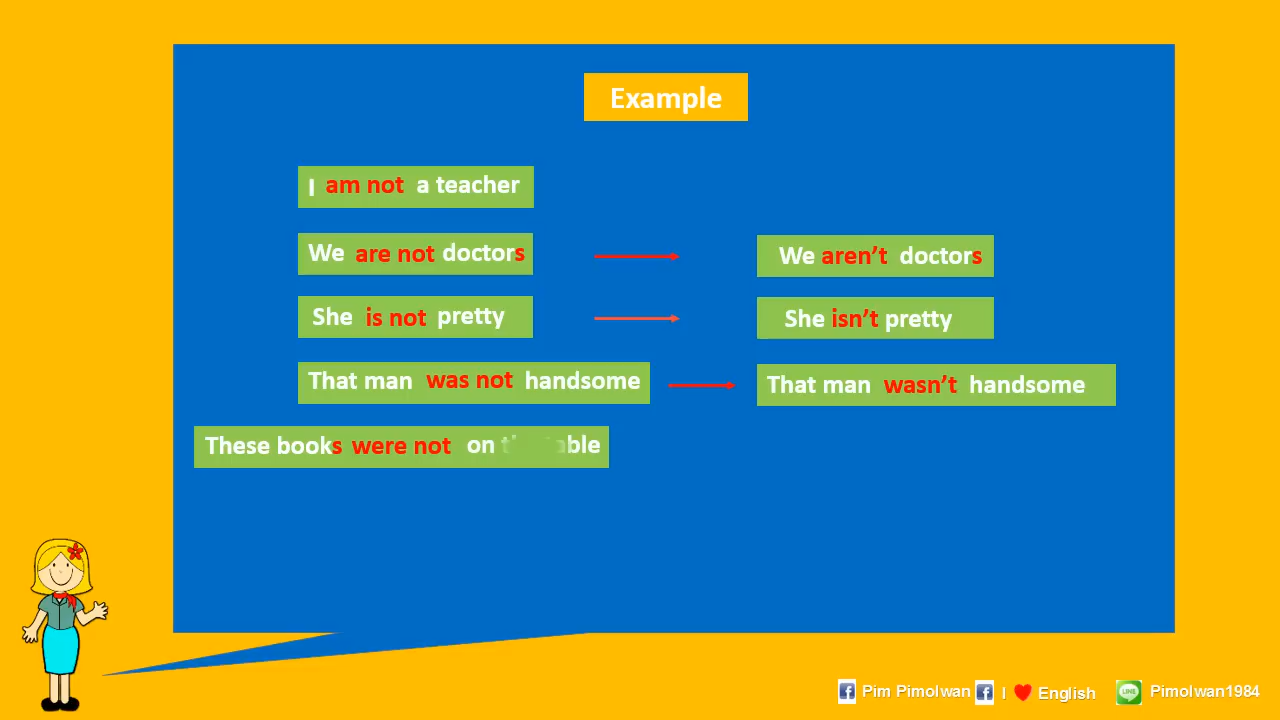 Example
I am not a teacher
We are not doctors
We aren’t doctors
She is not pretty
She isn’t pretty
That man was not handsome
That man wasn’t handsome
These books were not on
Pim Pimolwan I English Pimolwan1984
LINE